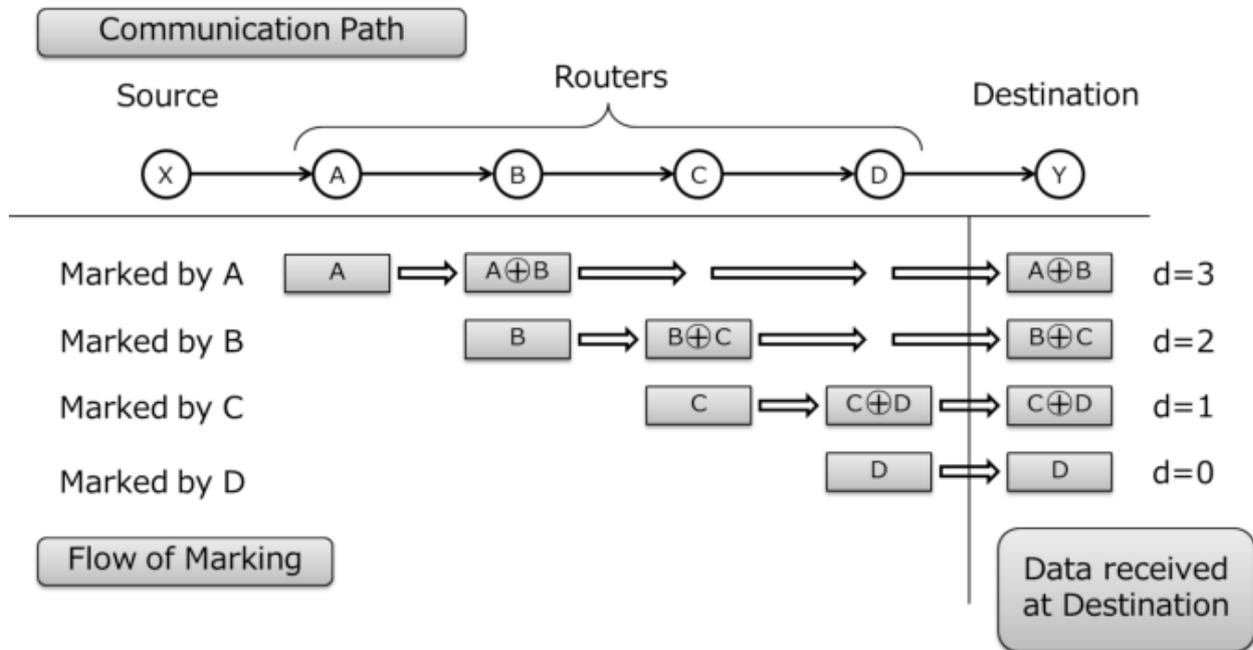 Communication Path
Source
Routers
Destination
X
A
B
C
D
Y
Marked by A
A
A⊕B
A⊕B
d=3
Marked by B
B
B⊕C
B⊕C
d=2
Marked by C
C
C⊕D
C⊕D
d=1
Marked by D
D
D
d=0
Flow of Marking
Data received
at Destination